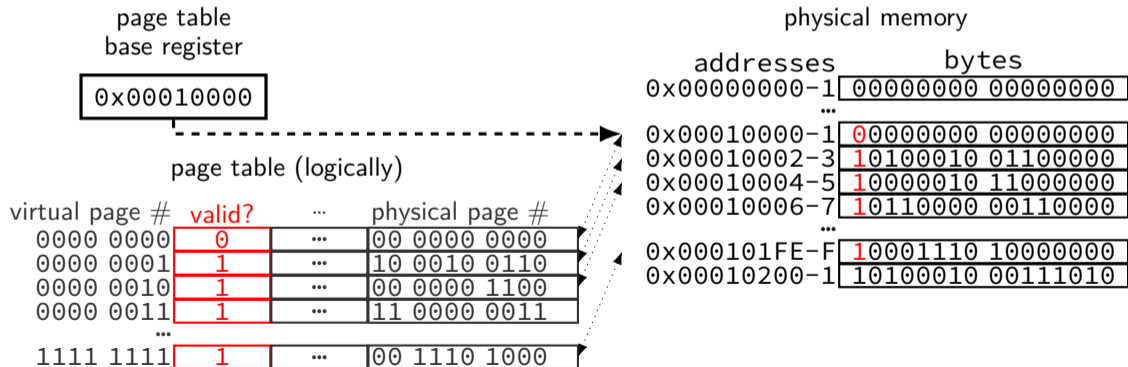 page table
base register
0x00010000
page table (logically)
virtual page # valid? ... physical page #
0000 0000 0 ... 00 0000 0000
0000 0001 1 ... 10 0010 0110
0000 0010 1 ... 00 0000 1100
0000 0011 1 ... 11 0000 0011
...
1111 1111 1 ... 00 1110 1000
physical memory
addresses bytes
0x00000000-1 00000000 00000000
...
0x00010000-1 00000000 00000000
0x00010002-3 10100010 01100000
0x00010004-5 10000010 11000000
0x00010006-7 10110000 00110000
...
0x000101FE-F 10001110 10000000
0x00010200-1 10100010 00111010